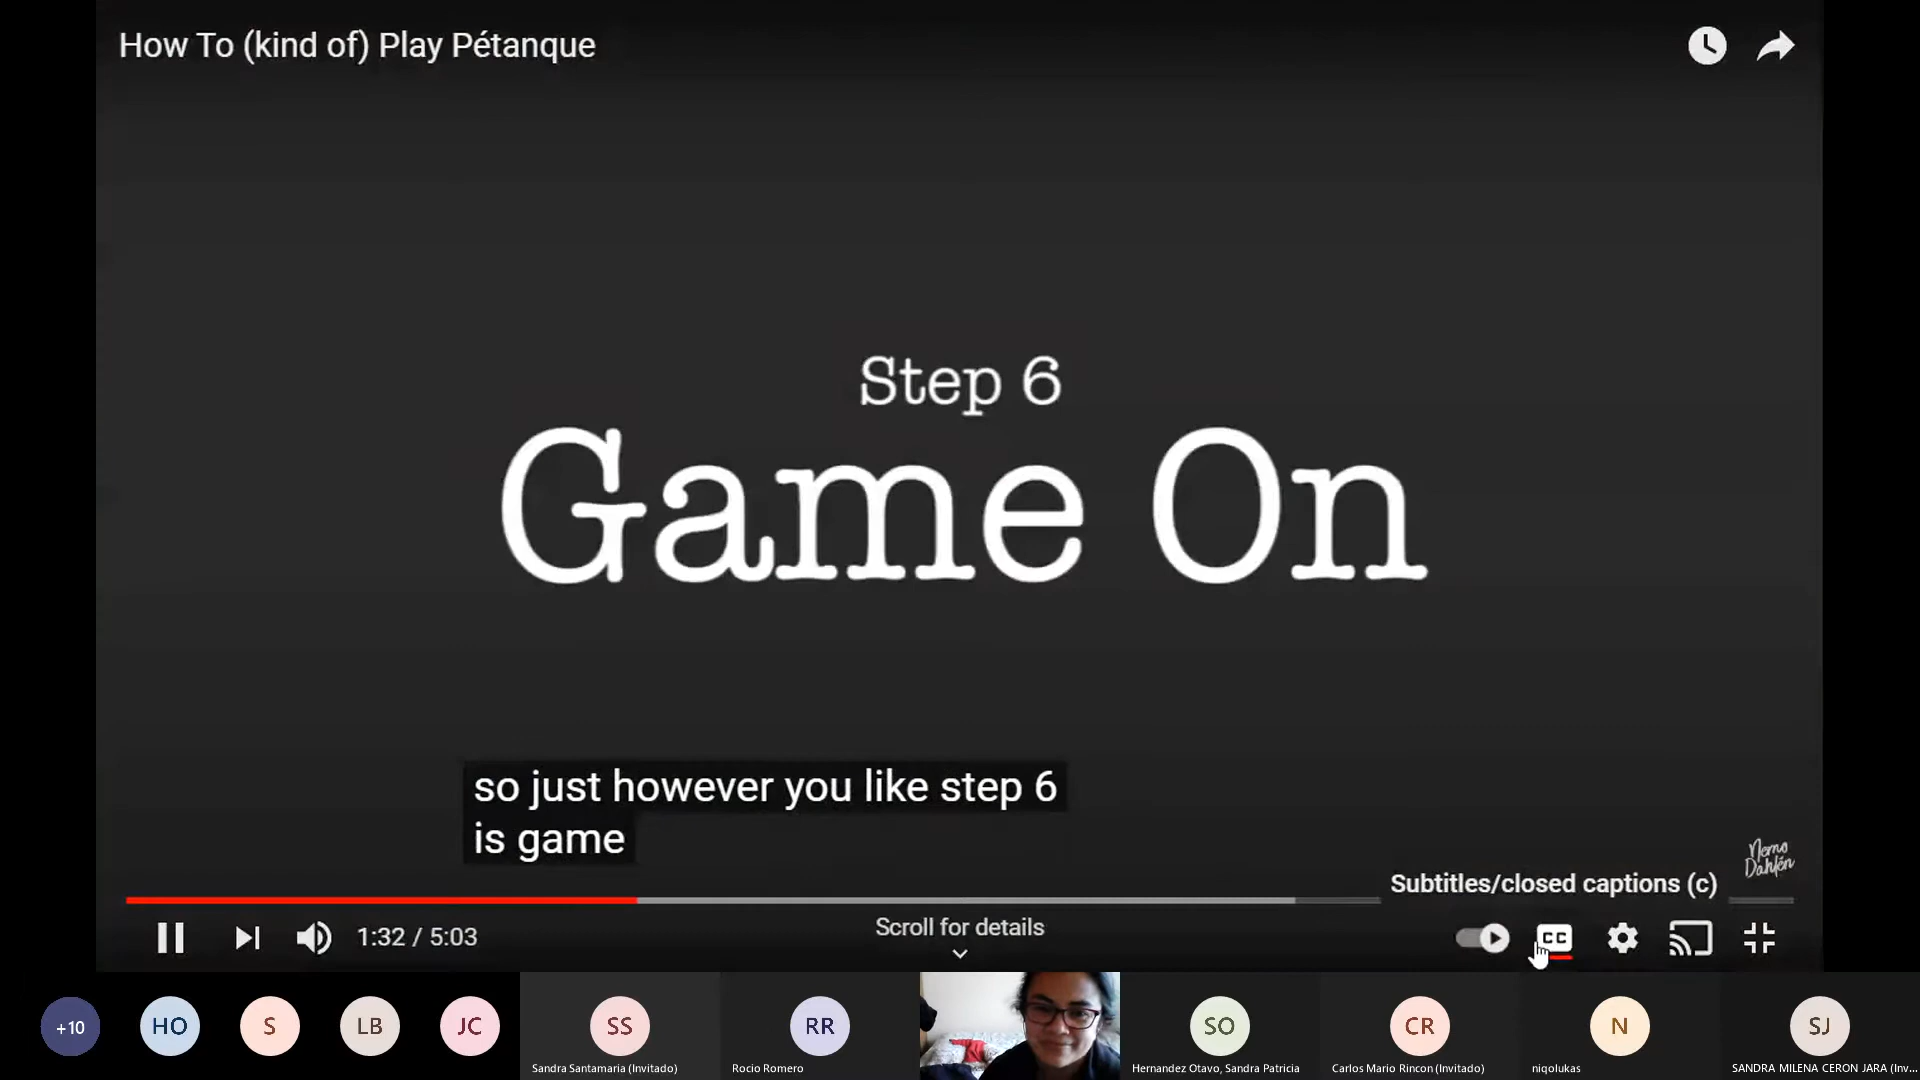 How To (kind of) Play Pétanque
Step 6
Game On
so just however you like step 6
is game
Nemo
Dahlén
Subtitles/closed captions (c)
1:32 / 5:03
Scroll for details
CC
+10
HO
S
LB
JC
SS
RR
SO
CR
N
SJ
Sandra Santamaria (Invitado)
Rocio Romero
Hernandez Otavo, Sandra Patricia
Carlos Mario Rincon (Invitado)
niqolukas
SANDRA MILENA CERON JARA (Inv...